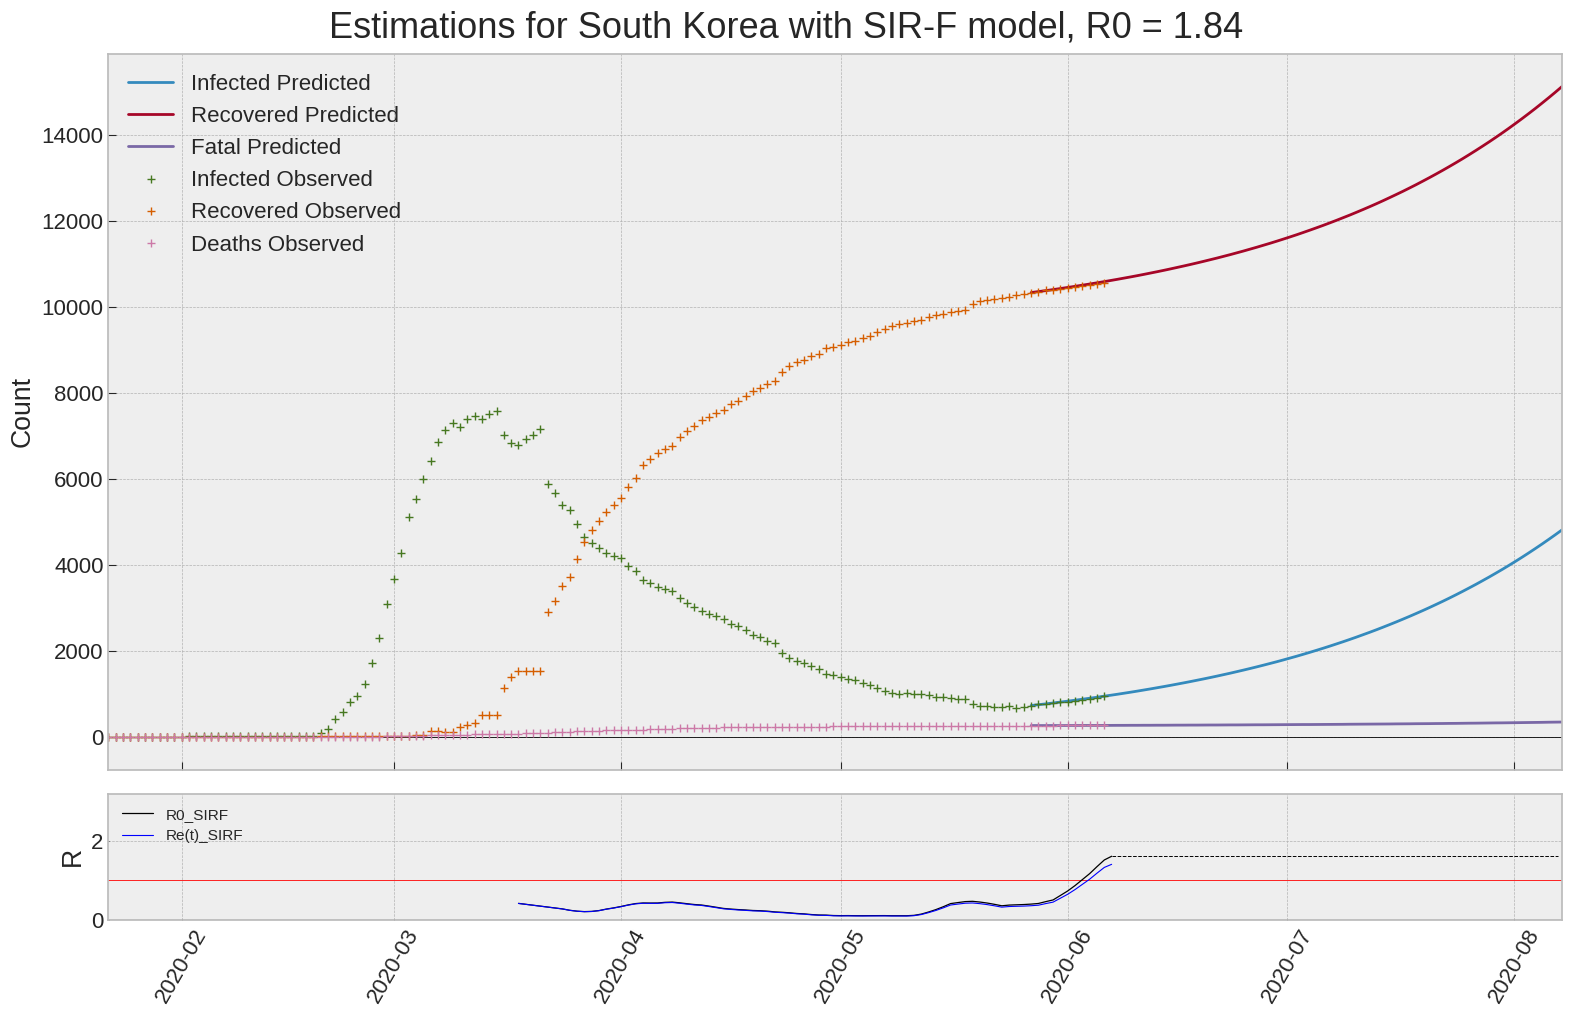 Estimations for South Korea with SIR-F model, R0 = 1.84
Infected Predicted
Recovered Predicted
Fatal Predicted
Infected Observed
Recovered Observed
Deaths Observed
Count
14000
12000
10000
8000
6000
4000
2000
0
R0_SIRF
Re(t)_SIRF
R
2
0
2020-02
2020-03
2020-04
2020-05
2020-06
2020-07
2020-08